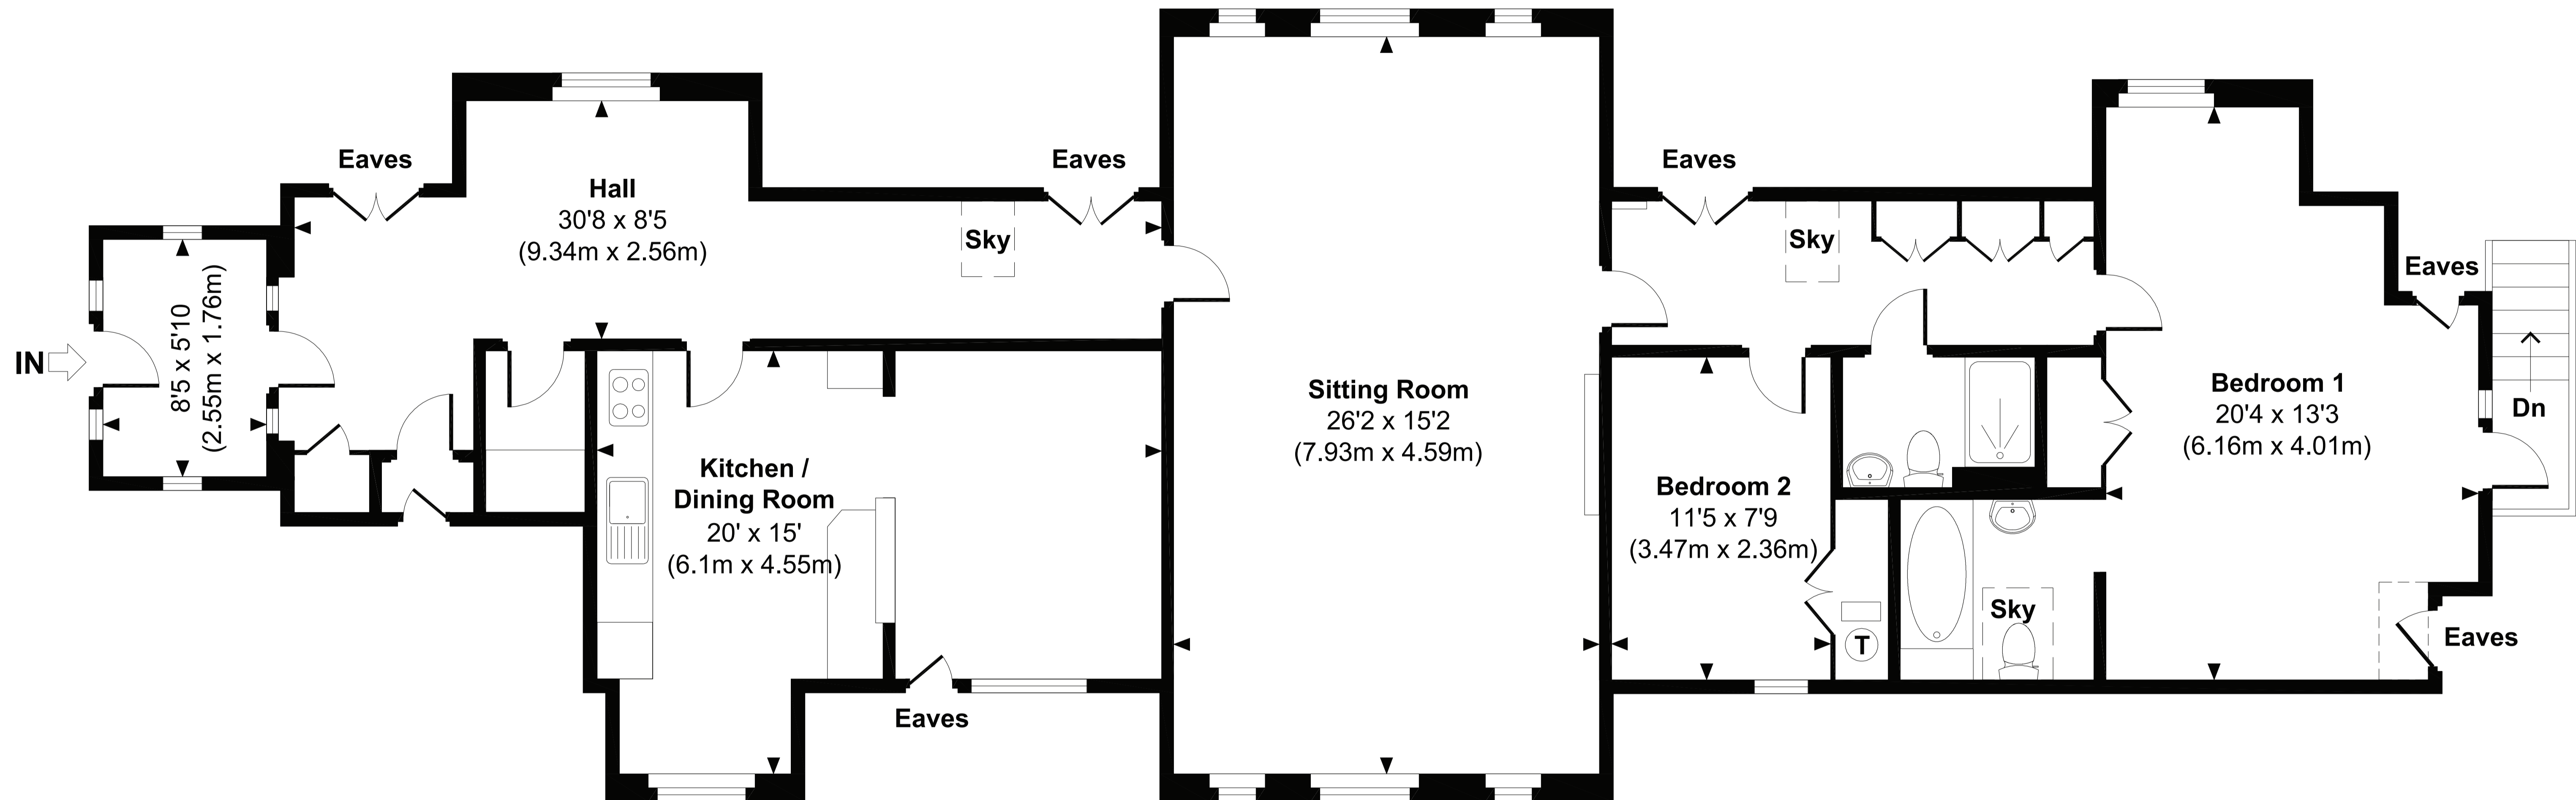 IN
8'5 x 5'10
(2.55m x 1.76m)
Eaves
Hall
30'8 x 8'5
(9.34m x 2.56m)
Sky
Eaves
Kitchen /
Dining Room
20' x 15'
(6.1m x 4.55m)
Eaves
Sitting Room
26'2 x 15'2
(7.93m x 4.59m)
Eaves
Sky
Bedroom 2
11'5 x 7'9
(3.47m x 2.36m)
T
Sky
Bedroom 1
20'4 x 13'3
(6.16m x 4.01m)
Eaves
Dn
Eaves